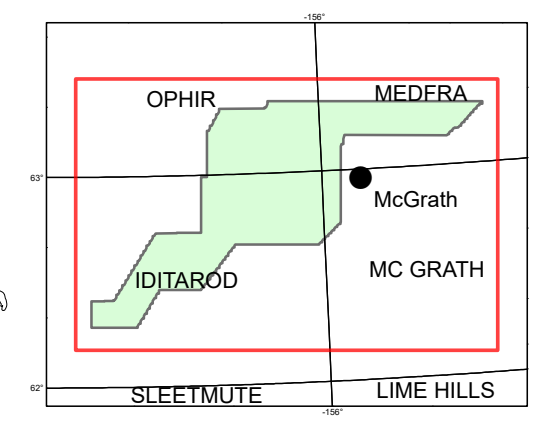 -156°
OPHIR
MEDFRA
63°
McGrath
MC GRATH
IDITAROD
62°
SLEETMUTE
LIME HILLS
-156°